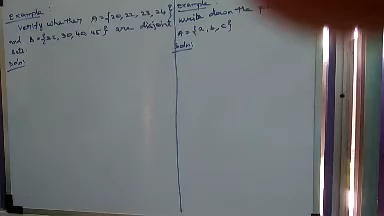 Example:
Verify whether A = {20, 22, 23, 24}
and B = {25, 30, 40, 45} are disjoint
sets
Soln:
Example:
Write down the
A = {a, b, c}
Soln: